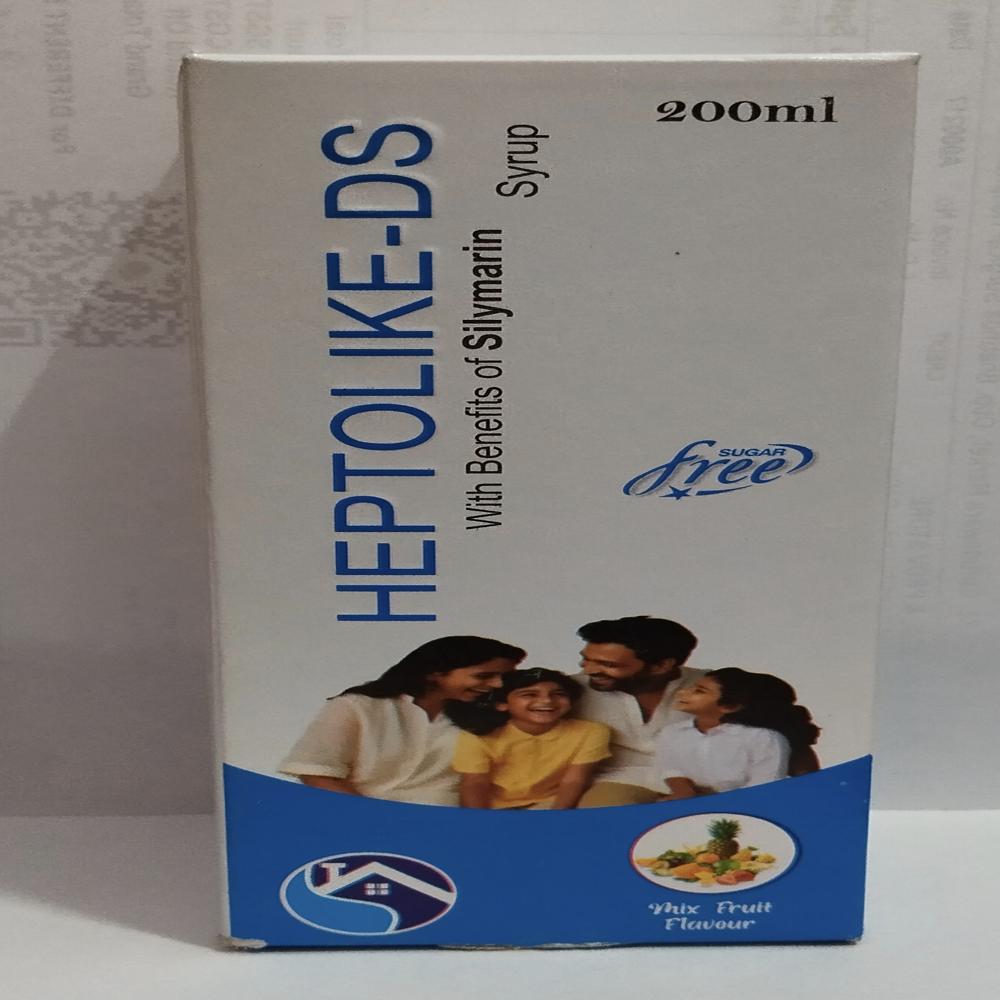 200ml
HEPTOLIKE-DS
With Benefits of Silymarin
Syrup
SUGAR
free
Mix Fruit
Flavour